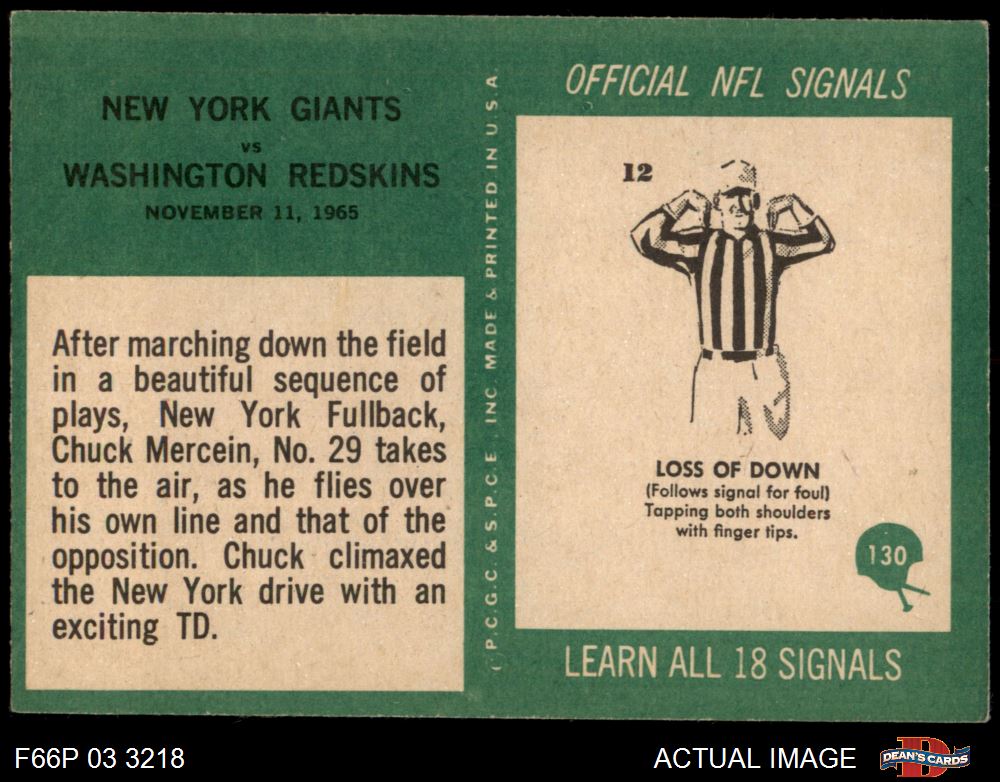 NEW YORK GIANTS
vs
WASHINGTON REDSKINS
NOVEMBER 11, 1965
After marching down the field
in a beautiful sequence of
plays, New York Fullback,
Chuck Mercein, No. 29 takes
to the air, as he flies over
his own line and that of the
opposition. Chuck climaxed
the New York drive with an
exciting TD.
P.C.G.C. & S.P.C.E., INC. MADE & PRINTED IN U.S.A.
OFFICIAL NFL SIGNALS
12
LOSS OF DOWN
(Follows signal for foul)
Tapping both shoulders
with finger tips.
130
LEARN ALL 18 SIGNALS
F66P 03 3218
ACTUAL IMAGE
DEAN'S CARDS